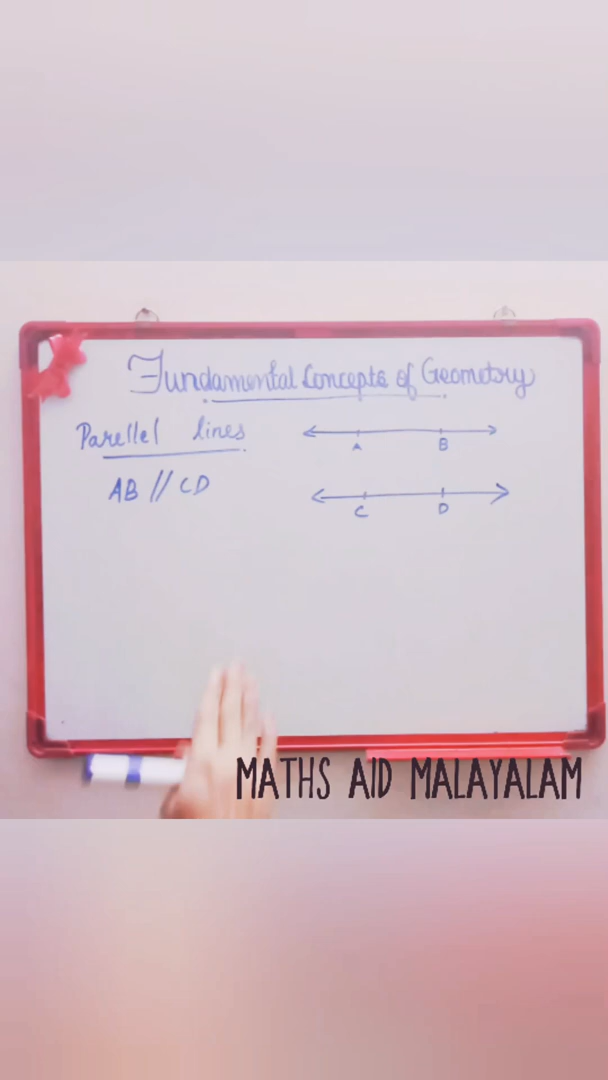 Fundamental Concepts of Geometry
Parellel lines
A B
AB // CD
C D
MATHS AID MALAYALAM